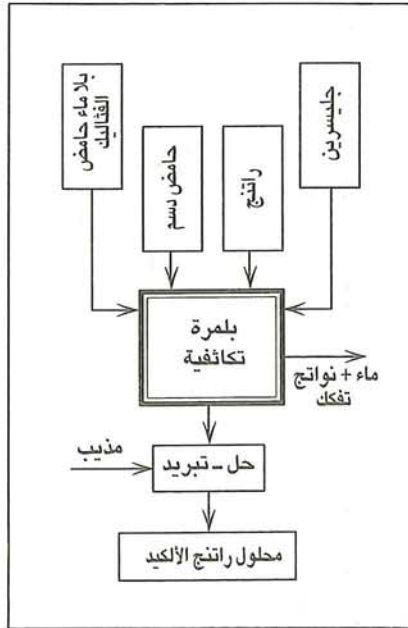 جليسرين
راتنج
حامض دسم
بلا ماء حامض
الفثاليك
بلمرة
تكاثفية
ماء + نواتج
تفكك
مذيب
حل - تبريد
محلول راتنج الألكيد